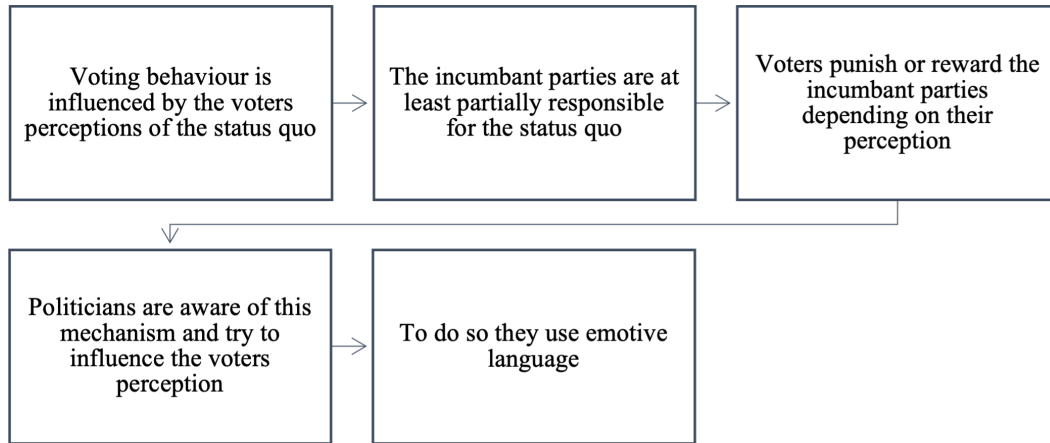 Voting behaviour is
influenced by the voters
perceptions of the status quo
The incumbant parties are at
least partially responsible
for the status quo
Voters punish or reward the
incumbant parties
depending on their
perception
Politicians are aware of this
mechanism and try to
influence the voters
perception
To do so they use emotive
language